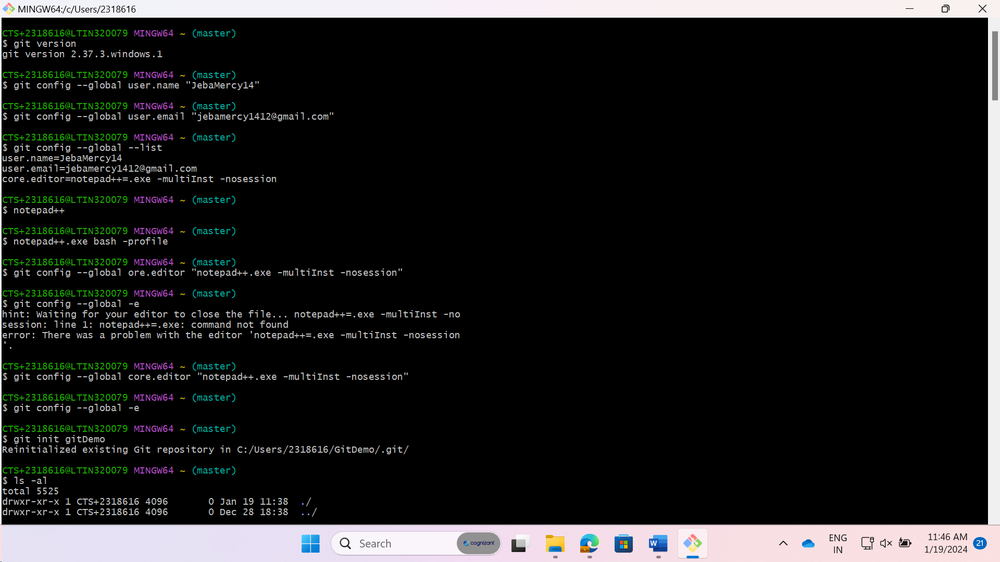 MINGW64:/c/Users/2318616
CTS+2318616@LTIN320079 MINGW64 ~ (master)
$ git version
git version 2.37.3.windows.1
CTS+2318616@LTIN320079 MINGW64 ~ (master)
$ git config --global user.name "JebaMercy14"
CTS+2318616@LTIN320079 MINGW64 ~ (master)
$ git config --global user.email "jebamercy1412@gmail.com"
CTS+2318616@LTIN320079 MINGW64 ~ (master)
$ git config --global --list
user.name=JebaMercy14
user.email=jebamercy1412@gmail.com
core.editor=notepad++=.exe -multiInst -nosession
CTS+2318616@LTIN320079 MINGW64 ~ (master)
$ notepad++
CTS+2318616@LTIN320079 MINGW64 ~ (master)
$ notepad++.exe bash -profile
CTS+2318616@LTIN320079 MINGW64 ~ (master)
$ git config --global ore.editor "notepad++.exe -multiInst -nosession"
CTS+2318616@LTIN320079 MINGW64 ~ (master)
$ git config --global -e
hint: Waiting for your editor to close the file... notepad++=.exe -multiInst -no
session: line 1: notepad++=.exe: command not found
error: There was a problem with the editor 'notepad++=.exe -multiInst -nosession
'.
CTS+2318616@LTIN320079 MINGW64 ~ (master)
$ git config --global core.editor "notepad++.exe -multiInst -nosession"
CTS+2318616@LTIN320079 MINGW64 ~ (master)
$ git config --global -e
CTS+2318616@LTIN320079 MINGW64 ~ (master)
$ git init gitDemo
Reinitialized existing Git repository in C:/Users/2318616/GitDemo/.git/
CTS+2318616@LTIN320079 MINGW64 ~ (master)
$ ls -al
total 5525
drwxr-xr-x 1 CTS+2318616 4096       0 Jan 19 11:38  ./
drwxr-xr-x 1 CTS+2318616 4096       0 Dec 28 18:38  ../
Search
cognizant
W
ENG
IN
11:46 AM
1/19/2024
21